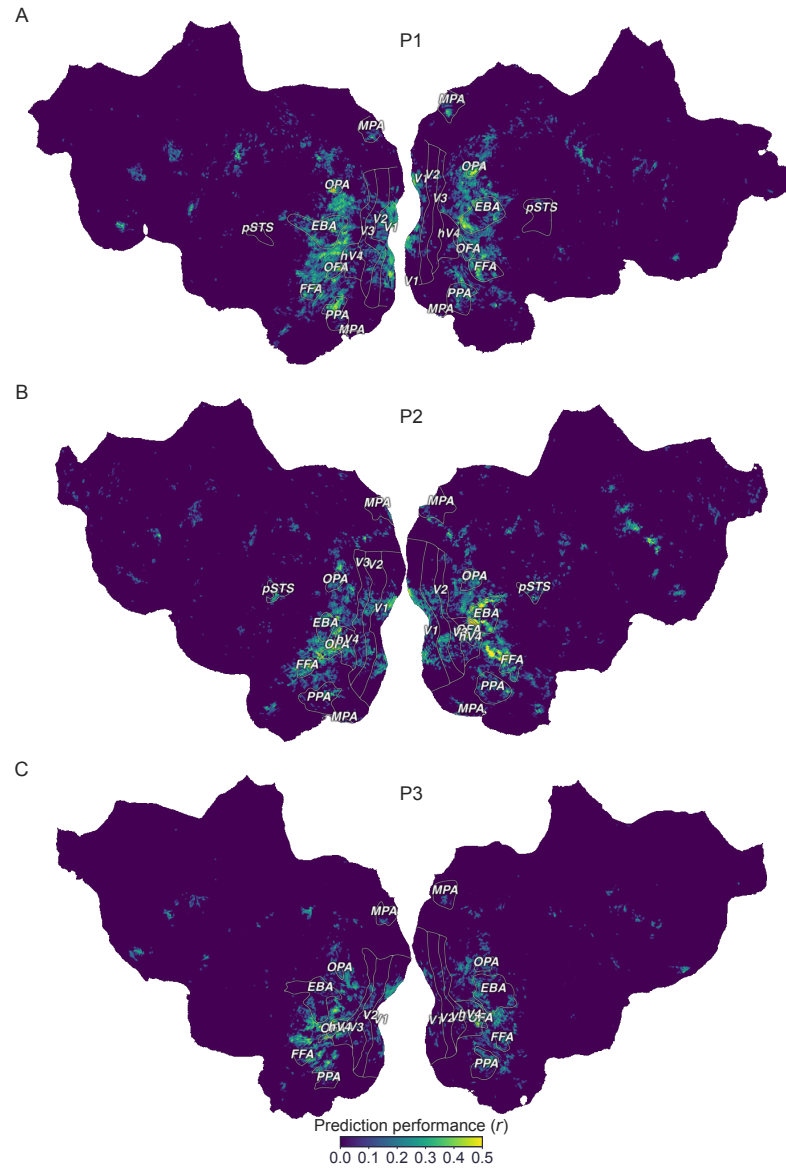 A
P1
MPA
MPA
OPA
OPA
V1
V2
V3
V2
V1
V3
EBA
EBA
pSTS
pSTS
hV4
hV4
OFA
OFA
FFA
FFA
V1
PPA
PPA
MPA
MPA
B
P2
MPA
MPA
V3
V2
OPA
OPA
pSTS
pSTS
V2
V1
EBA
EBA
V1
hV4
hV4
FFA
FFA
PPA
PPA
MPA
MPA
C
P3
MPA
MPA
OPA
OPA
EBA
EBA
V2
V1
hV4
V3
V1
V2
hV4
FFA
FFA
PPA
PPA
Prediction performance (r)
0.0 0.1 0.2 0.3 0.4 0.5